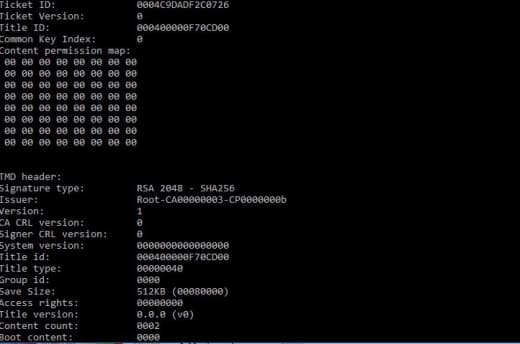 Ticket ID: 0004C9DADF2C0726
Ticket Version: 0
Title ID: 000400000F70CD00
Common Key Index: 0
Content permission map:
00 00 00 00 00 00 00 00
00 00 00 00 00 00 00 00
00 00 00 00 00 00 00 00
00 00 00 00 00 00 00 00
00 00 00 00 00 00 00 00
00 00 00 00 00 00 00 00
00 00 00 00 00 00 00 00
00 00 00 00 00 00 00 00
TMD header:
Signature type: RSA 2048 - SHA256
Issuer: Root-CA00000003-CP0000000b
Version: 1
CA CRL version: 0
Signer CRL version: 0
System version: 0000000000000000
Title id: 000400000F70CD00
Title type: 00000040
Group id: 0000
Save Size: 512KB (00080000)
Access rights: 00000000
Title version: 0.0.0 (v0)
Content count: 0002
Boot content: 0000